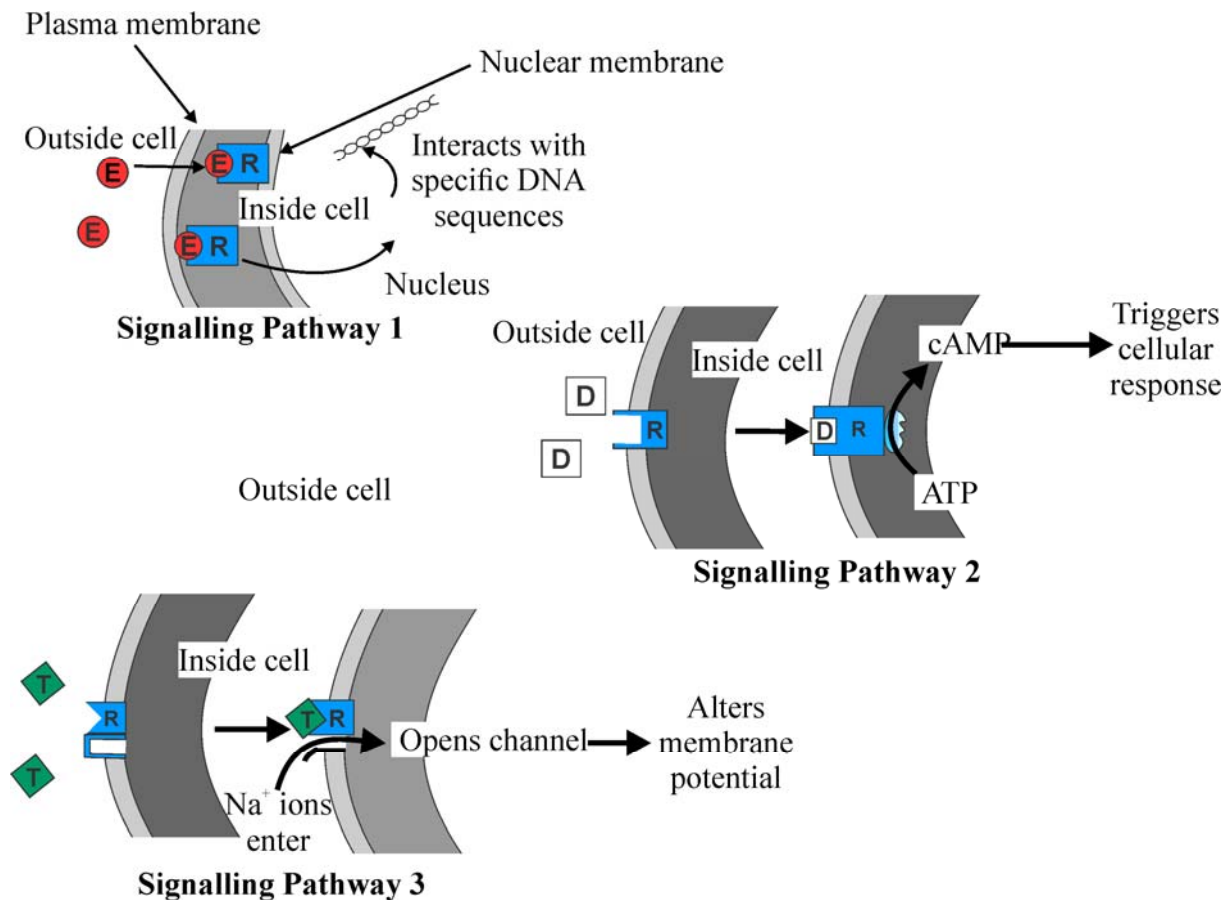 Plasma membrane
Nuclear membrane
Outside cell
E
E
R
E
Inside cell
E
R
Interacts with
specific DNA
sequences
Nucleus
Signalling Pathway 1
Outside cell
Inside cell
D
D
R
D
R
cAMP
ATP
Triggers
cellular
response
Signalling Pathway 2
Outside cell
T
T
R
Inside cell
T
R
Na⁺ ions
enter
Opens channel
Alters
membrane
potential
Signalling Pathway 3